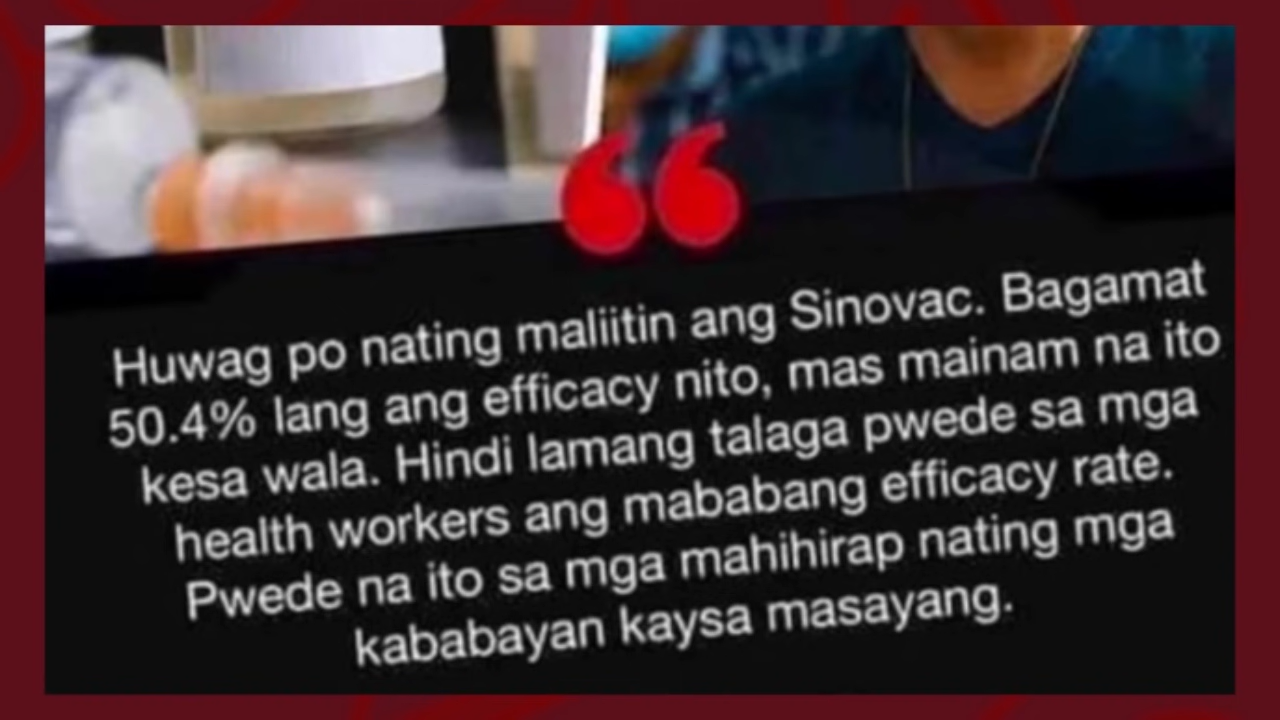 Huwag po nating maliitin ang Sinovac. Bagamat
50.4% lang ang efficacy nito, mas mainam na ito
kesa wala. Hindi lamang talaga pwede sa mga
health workers ang mababang efficacy rate.
Pwede na ito sa mga mahihirap nating mga
kababayan kaysa masayang.